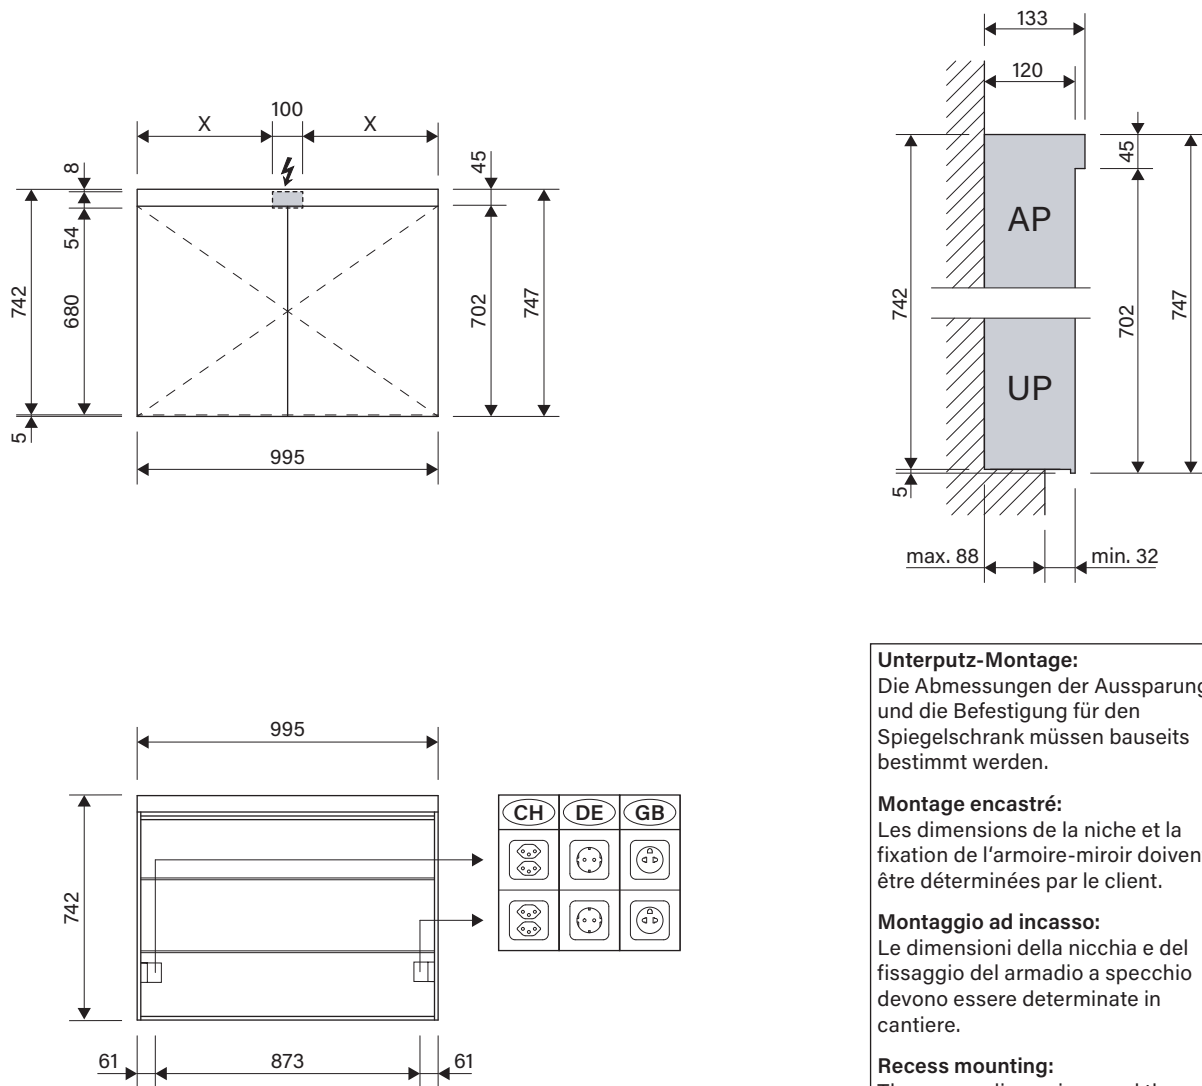 133
120
100
X
X
8
45
45
54
AP
742
680
702
747
742
702
747
UP
5
995
5
max. 88
min. 32
Unterputz-Montage:
Die Abmessungen der Aussparung
und die Befestigung für den
Spiegelschrank müssen bauseits
bestimmt werden.
Montage encastré:
Les dimensions de la niche et la
fixation de l'armoire-miroir doiven
être déterminées par le client.
Montaggio ad incasso:
Le dimensioni della nicchia e del
fissaggio del armadio a specchio
devono essere determinate in
cantiere.
Recess mounting:
995
CH DE GB
742
61
873
61